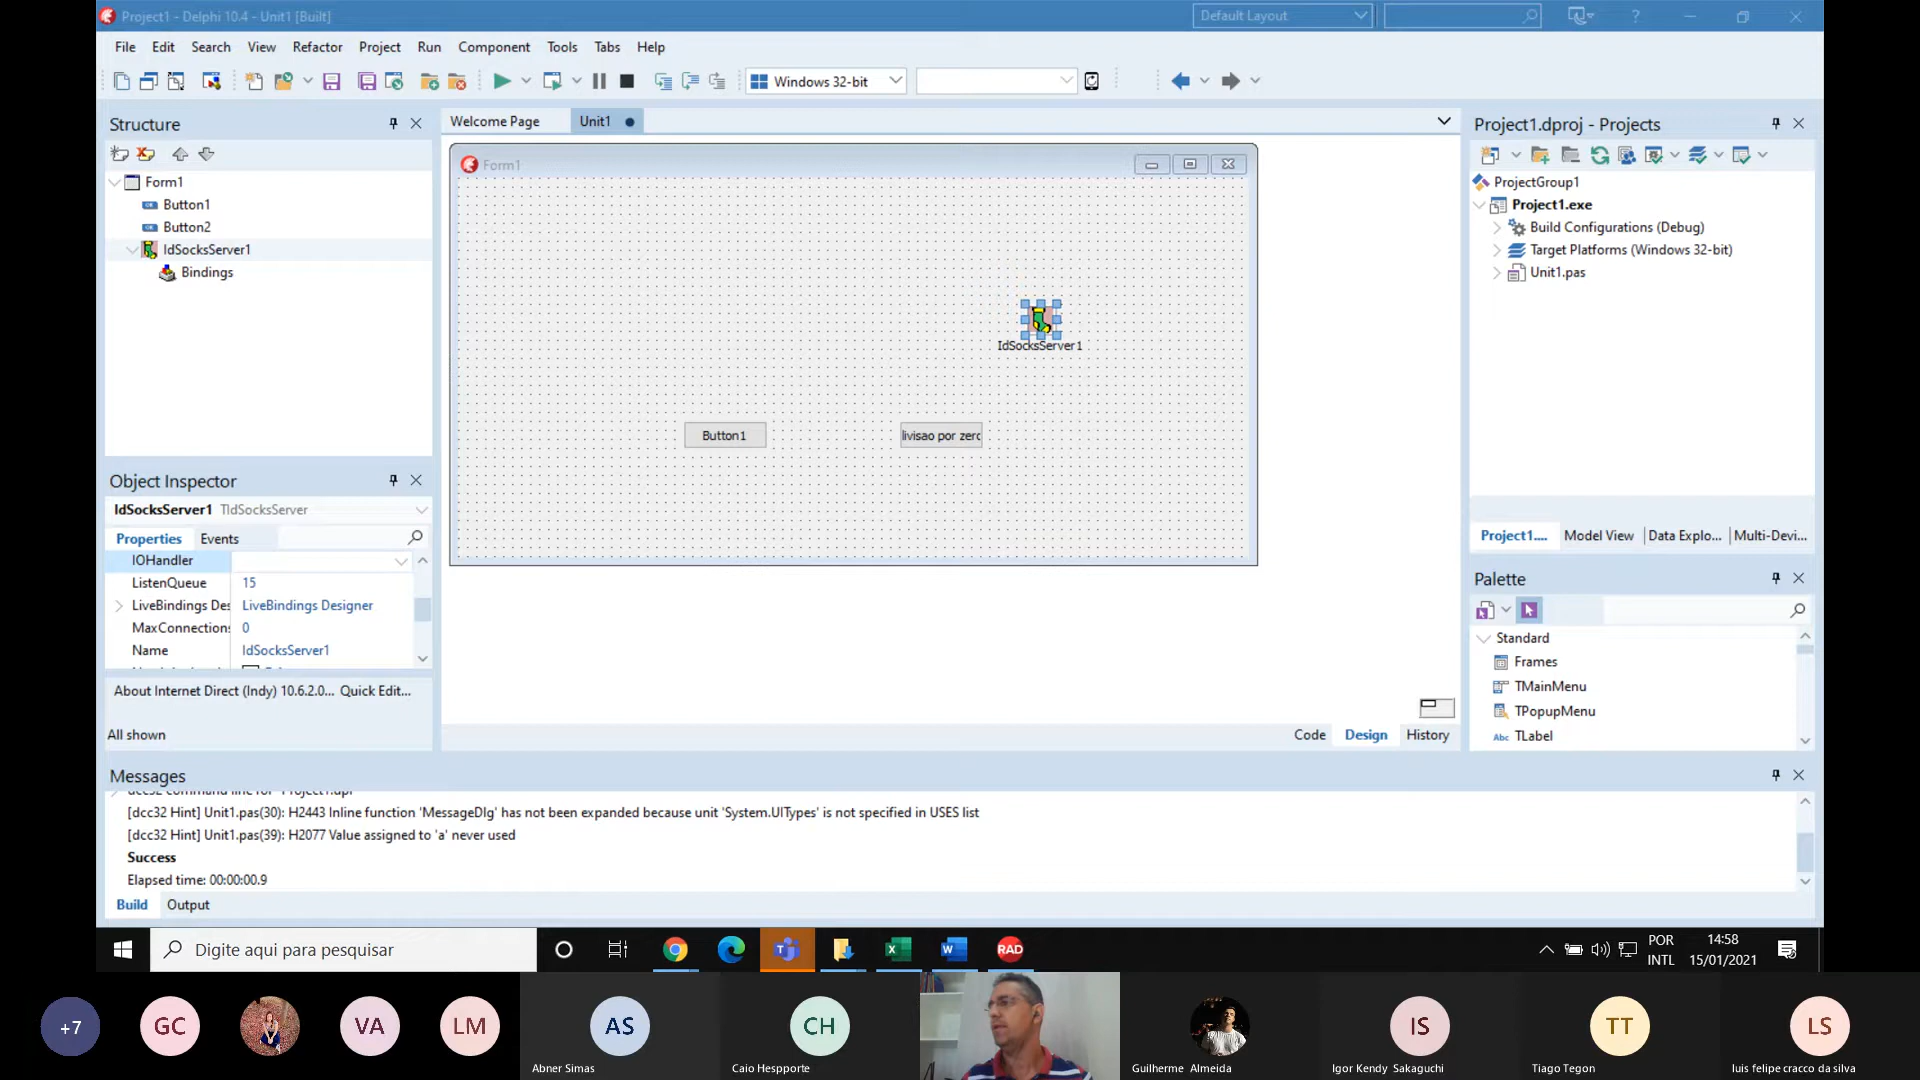 Project1 - Delphi 10.4 - Unit1 [Built]
Default Layout
?
File Edit Search View Refactor Project Run Component Tools Tabs Help
Windows 32-bit
Structure
Form1
Button1
Button2
IdSocksServer1
Bindings
Object Inspector
IdSocksServer1 TIdSocksServer
Properties Events
IOHandler
ListenQueue 15
LiveBindings Des LiveBindings Designer
MaxConnections 0
Name IdSocksServer1
About Internet Direct (Indy) 10.6.2.0... Quick Edit...
All shown
Welcome Page Unit1
Form1
IdSocksServer1
Button1
livisao por zero
Code Design History
Project1.dproj - Projects
ProjectGroup1
Project1.exe
Build Configurations (Debug)
Target Platforms (Windows 32-bit)
Unit1.pas
Project1.... Model View Data Explo... Multi-Devi...
Palette
Standard
Frames
TMainMenu
TPopupMenu
Abc TLabel
Messages
dcc32 command line for "Project1.dpr"
[dcc32 Hint] Unit1.pas(30): H2443 Inline function 'MessageDlg' has not been expanded because unit 'System.UITypes' is not specified in USES list
[dcc32 Hint] Unit1.pas(39): H2077 Value assigned to 'a' never used
Success
Elapsed time: 00:00:00.9
Build Output
Digite aqui para pesquisar
RAD
POR
INTL
14:58
15/01/2021
+7
GC
VA
LM
AS
Abner Simas
CH
Caio Hespporte
Guilherme Almeida
IS
Igor Kendy Sakaguchi
TT
Tiago Tegon
LS
luis felipe cracco da silva